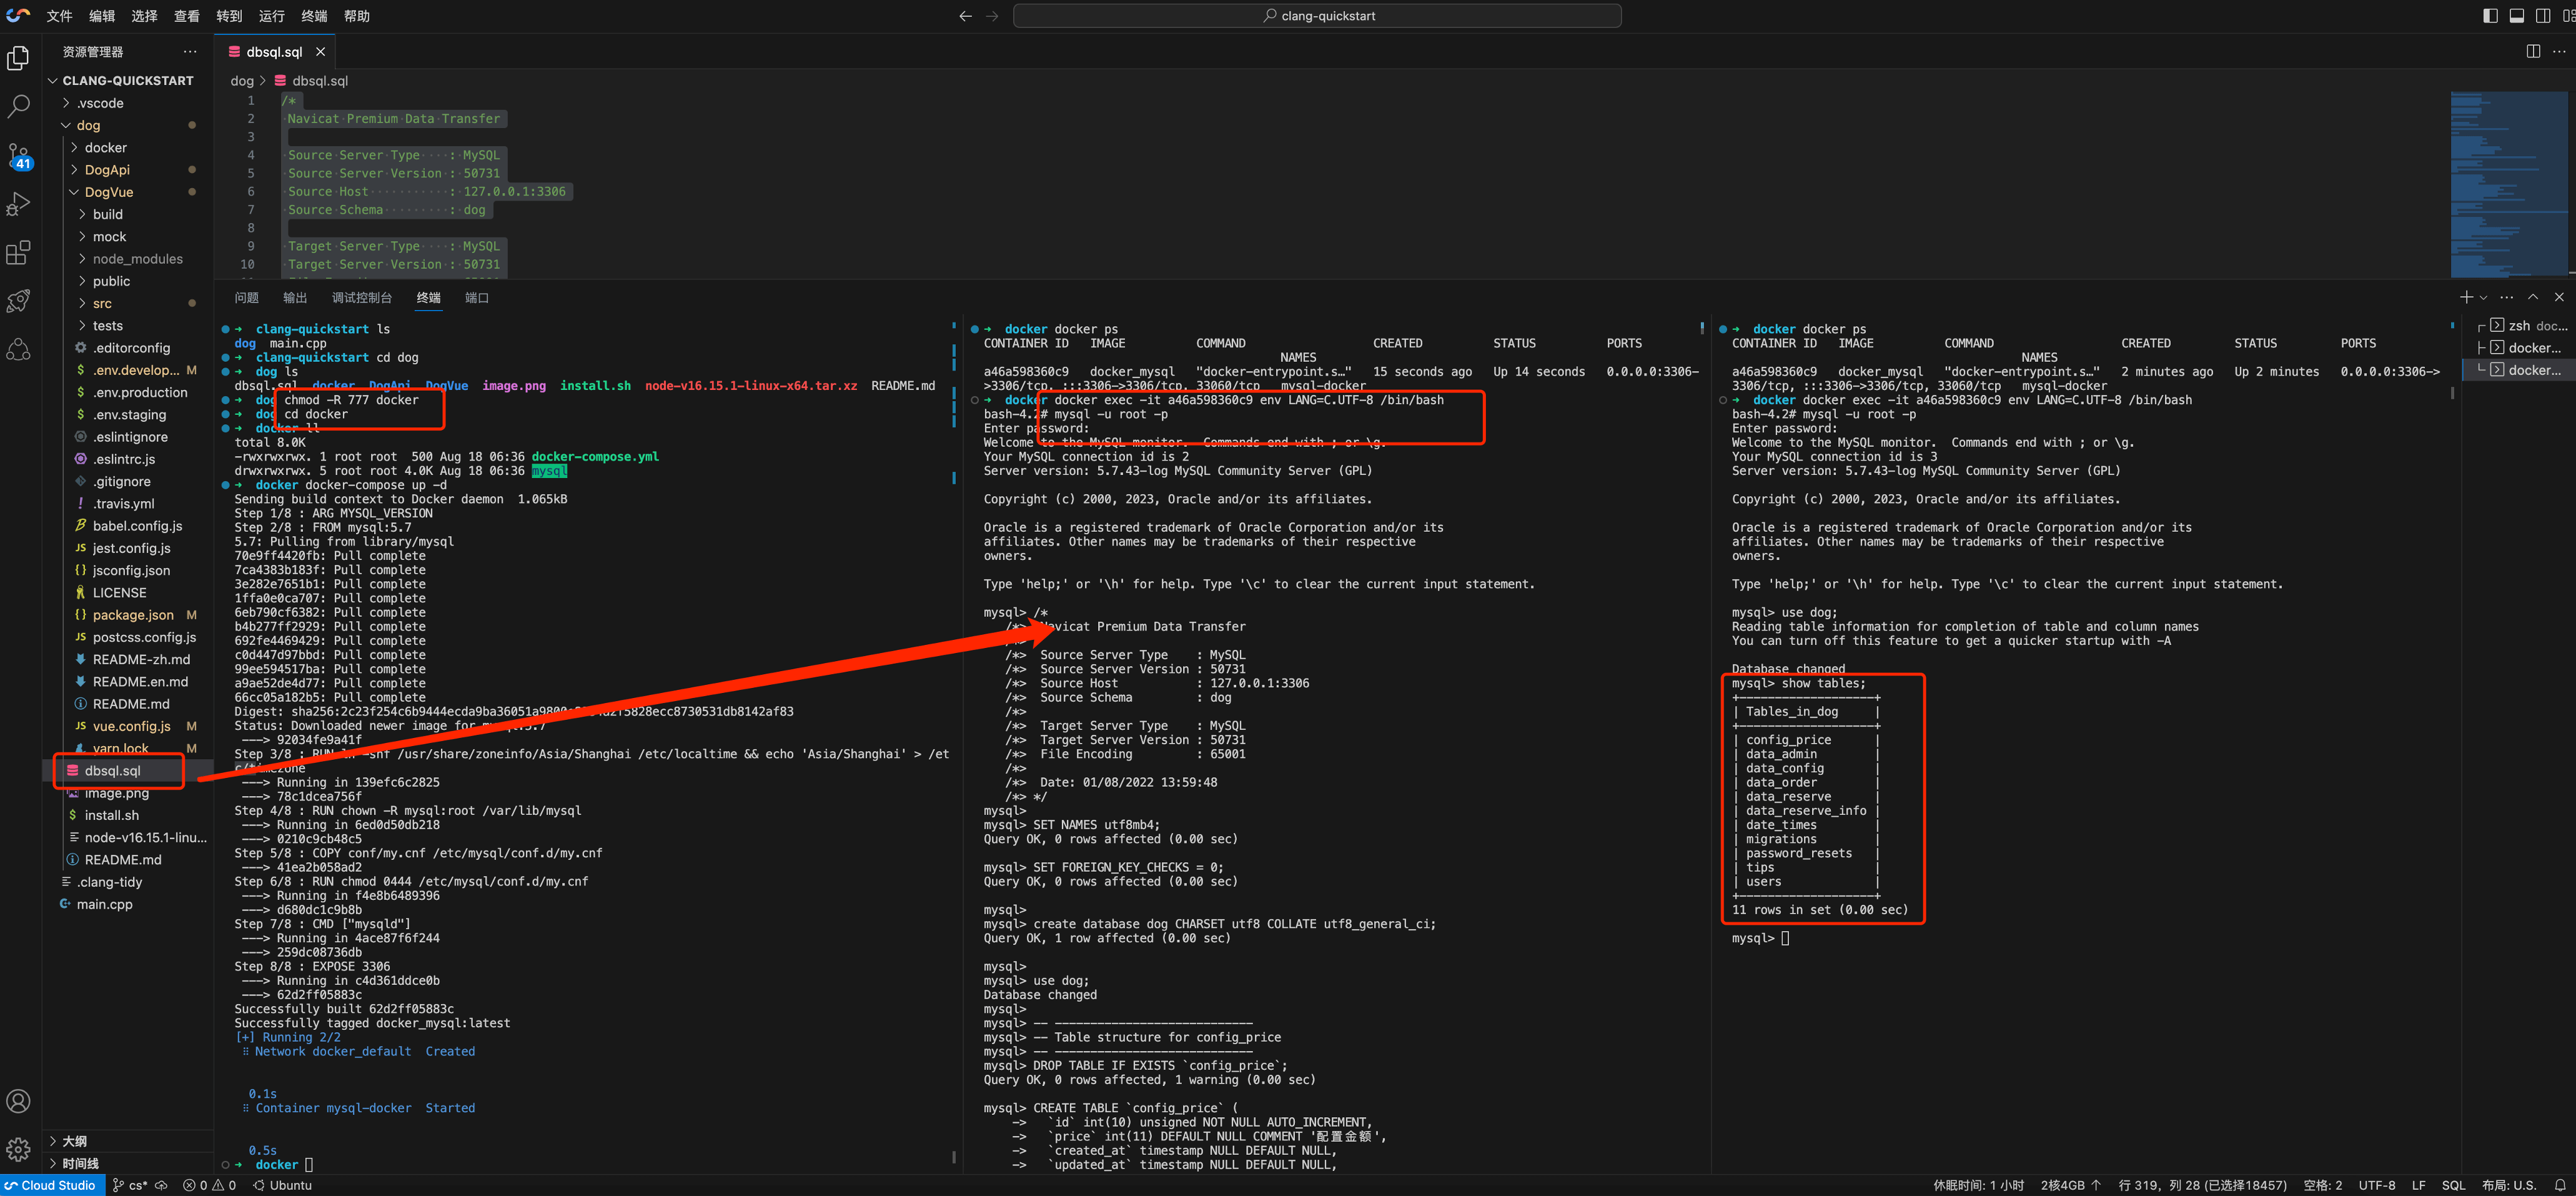 文件 编辑 选择 查看 转到 运行 终端 帮助
clang-quickstart
资源管理器
dbsql.sql
CLANG-QUICKSTART
dog > dbsql.sql
.vscode
dog
docker
DogApi
DogVue
build
mock
node_modules
public
src
tests
.editorconfig
.env.develop... M
.env.production
.env.staging
.eslintignore
.eslintrc.js
.gitignore
.travis.yml
babel.config.js
jest.config.js
jsconfig.json
LICENSE
package.json M
postcss.config.js
README-zh.md
README.en.md
README.md
vue.config.js M
yarn.lock M
dbsql.sql
image.png
install.sh
node-v16.15.1-linu...
README.md
.clang-tidy
main.cpp
大纲
时间线
41
1 /*
2 Navicat Premium Data Transfer
3
4 Source Server Type : MySQL
5 Source Server Version : 50731
6 Source Host : 127.0.0.1:3306
7 Source Schema : dog
8
9 Target Server Type : MySQL
10 Target Server Version : 50731
问题 输出 调试控制台 终端 端口
→ clang-quickstart ls
dog main.cpp
→ clang-quickstart cd dog
→ dog ls
dbsql.sql docker DogApi DogVue image.png install.sh node-v16.15.1-linux-x64.tar.xz README.md
→ dog chmod -R 777 docker
→ dog cd docker
→ docker ll
total 8.0K
-rwxrwxrwx. 1 root root 500 Aug 18 06:36 docker-compose.yml
drwxrwxrwx. 5 root root 4.0K Aug 18 06:36 mysql
→ docker docker-compose up -d
Sending build context to Docker daemon 1.065kB
Step 1/8 : ARG MYSQL_VERSION
Step 2/8 : FROM mysql:5.7
5.7: Pulling from library/mysql
70e9ff4420fb: Pull complete
7ca4383b183f: Pull complete
3e282e7651b1: Pull complete
1ffa0e0ca707: Pull complete
6eb790cf6382: Pull complete
b4b277ff2929: Pull complete
692fe4469429: Pull complete
c0d447d97bbd: Pull complete
99ee594517ba: Pull complete
a9ae52de4d77: Pull complete
66cc05a182b5: Pull complete
Digest:
Status: Downloaded newer image for
---> 92034fe9a41f
Step 3/8 : RUN ln -snf /usr/share/zoneinfo/Asia/Shanghai /etc/localtime && echo 'Asia/Shanghai' > /et
c/timezone
---> Running in 139efc6c2825
---> 78c1dcea756f
Step 4/8 : RUN chown -R mysql:root /var/lib/mysql
---> Running in 6ed0d50db218
---> 0210c9cb48c5
Step 5/8 : COPY conf/my.cnf /etc/mysql/conf.d/my.cnf
---> 41ea2b058ad2
Step 6/8 : RUN chmod 0444 /etc/mysql/conf.d/my.cnf
---> Running in f4e8b6489396
---> d680dc1c9b8b
Step 7/8 : CMD ["mysqld"]
---> Running in 4ace87f6f244
---> 259dc08736db
Step 8/8 : EXPOSE 3306
---> Running in c4d361ddce0b
---> 62d2ff05883c
Successfully built 62d2ff05883c
Successfully tagged docker_mysql:latest
[+] Running 2/2
⠿ Network docker_default Created
0.1s
⠿ Container mysql-docker Started
0.5s
→ docker
→ docker docker ps
CONTAINER ID IMAGE COMMAND CREATED STATUS PORTS
NAMES
a46a598360c9 docker_mysql "docker-entrypoint.s…" 15 seconds ago Up 14 seconds 0.0.0.0:3306-
>3306/tcp, :::3306->3306/tcp, 33060/tcp mysql-docker
→ docker docker exec -it a46a598360c9 env LANG=C.UTF-8 /bin/bash
bash-4.2# mysql -u root -p
Enter password:
Welcome to the MySQL monitor. Commands end with ; or \g.
Your MySQL connection id is 2
Server version: 5.7.43-log MySQL Community Server (GPL)
Copyright (c) 2000, 2023, Oracle and/or its affiliates.
Oracle is a registered trademark of Oracle Corporation and/or its
affiliates. Other names may be trademarks of their respective
owners.
Type 'help;' or '\h' for help. Type '\c' to clear the current input statement.
mysql> /*
/*> Navicat Premium Data Transfer
/*>
/*> Source Server Type : MySQL
/*> Source Server Version : 50731
/*> Source Host : 127.0.0.1:3306
/*> Source Schema : dog
/*>
/*> Target Server Type : MySQL
/*> Target Server Version : 50731
/*> File Encoding : 65001
/*>
/*> Date: 01/08/2022 13:59:48
/*> */
mysql>
mysql> SET NAMES utf8mb4;
Query OK, 0 rows affected (0.00 sec)
mysql> SET FOREIGN_KEY_CHECKS = 0;
Query OK, 0 rows affected (0.00 sec)
mysql>
mysql> create database dog CHARSET utf8 COLLATE utf8_general_ci;
Query OK, 1 row affected (0.00 sec)
mysql>
mysql> use dog;
Database changed
mysql>
mysql> -- ----------------------------
mysql> -- Table structure for config_price
mysql> -- ----------------------------
mysql> DROP TABLE IF EXISTS `config_price`;
Query OK, 0 rows affected, 1 warning (0.00 sec)
mysql> CREATE TABLE `config_price` (
-> `id` int(10) unsigned NOT NULL AUTO_INCREMENT,
-> `price` int(11) DEFAULT NULL COMMENT '配置金额',
-> `created_at` timestamp NULL DEFAULT NULL,
-> `updated_at` timestamp NULL DEFAULT NULL,
→ docker docker ps
CONTAINER ID IMAGE COMMAND CREATED STATUS PORTS
NAMES
a46a598360c9 docker_mysql "docker-entrypoint.s…" 2 minutes ago Up 2 minutes 0.0.0.0:3306->
3306/tcp, :::3306->3306/tcp, 33060/tcp mysql-docker
→ docker docker exec -it a46a598360c9 env LANG=C.UTF-8 /bin/bash
bash-4.2# mysql -u root -p
Enter password:
Welcome to the MySQL monitor. Commands end with ; or \g.
Your MySQL connection id is 3
Server version: 5.7.43-log MySQL Community Server (GPL)
Copyright (c) 2000, 2023, Oracle and/or its affiliates.
Oracle is a registered trademark of Oracle Corporation and/or its
affiliates. Other names may be trademarks of their respective
owners.
Type 'help;' or '\h' for help. Type '\c' to clear the current input statement.
mysql> use dog;
Reading table information for completion of table and column names
You can turn off this feature to get a quicker startup with -A
Database changed
mysql> show tables;
+-------------------+
| Tables_in_dog |
+-------------------+
| config_price |
| data_admin |
| data_config |
| data_order |
| data_reserve |
| data_reserve_info |
| date_times |
| migrations |
| password_resets |
| tips |
| users |
+-------------------+
11 rows in set (0.00 sec)
mysql>
zsh doc...
docker...
docker...
Cloud Studio cs* 0 0 Ubuntu
休眠时间: 1 小时 2核4GB 行 319，列 28 (已选择18457) 空格: 2 UTF-8 LF SQL 布局: U.S.